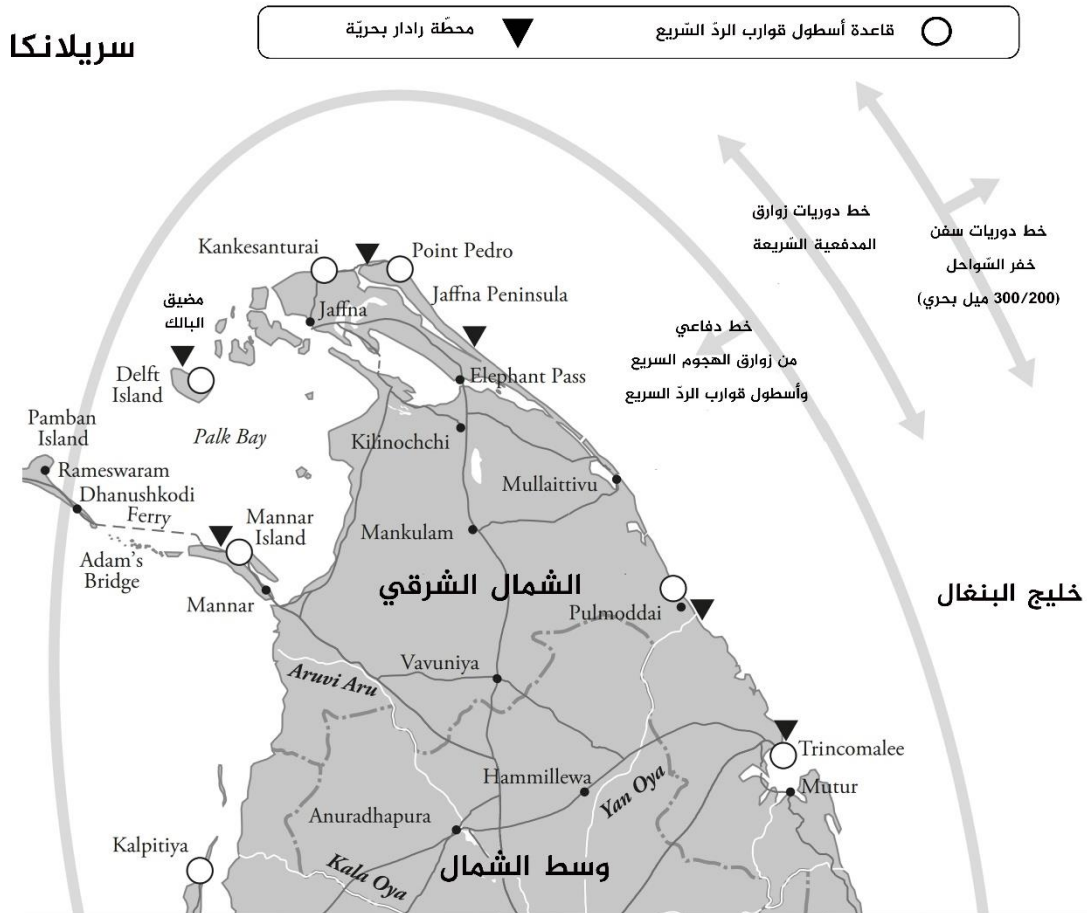 سريلانكا
قاعدة أسطول قوارب الردّ السّريع
محطّة رادار بحريّة
خط دوريات سفن
خفر السّواحل
(300/200 ميل بحري)
خط دوريات زوارق
المدفعية السّريعة
خط دفاعي
من زوارق الهجوم السريع
وأسطول قوارب الردّ السريع
Kankesanturai
Point Pedro
Jaffna Peninsula
Jaffna
مضيق
البالك
Delft
Island
Elephant Pass
Pamban
Island
Palk Bay
Kilinochchi
Rameswaram
Mullaittivu
Dhanushkodi
Ferry
Mannar
Island
Mankulam
Adam's
Bridge
Mannar
الشمال الشرقي
خليج البنغال
Pulmoddai
Vavuniya
Aruvi Aru
Trincomalee
Hammillewa
Yan Oya
Mutur
Anuradhapura
Kalpitiya
Kala Oya
وسط الشمال